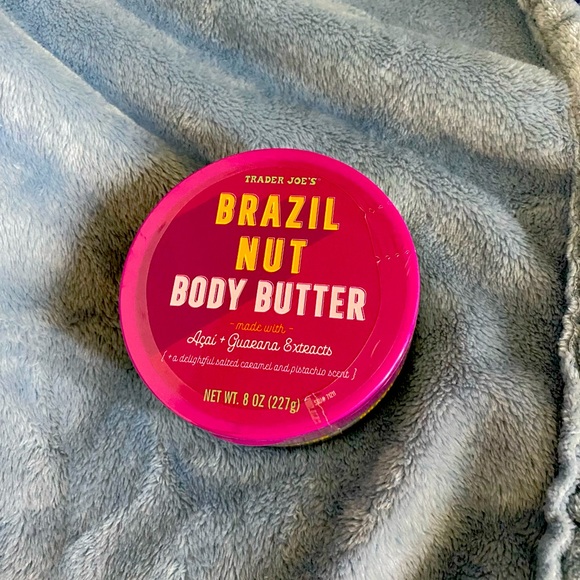 TRADER JOE'S
BRAZIL
NUT
BODY BUTTER
- made with -
Açaí + Guarana Extracts
[ + a delightful salted caramel and pistachio scent ]
NET WT. 8 OZ (227g)